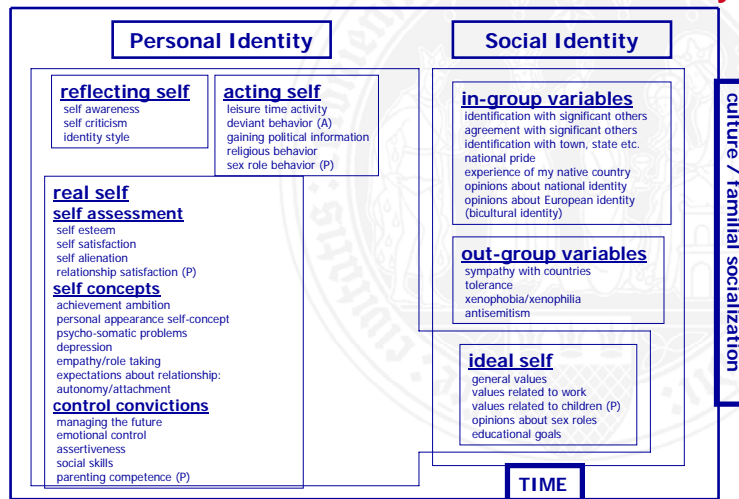 Personal Identity
Social Identity
reflecting self
self awareness
self criticism
identity style
acting self
leisure time activity
deviant behavior (A)
gaining political information
religious behavior
sex role behavior (P)
real self
self assessment
self esteem
self satisfaction
self alienation
relationship satisfaction (P)
self concepts
achievement ambition
personal appearance self-concept
psycho-somatic problems
depression
empathy/role taking
expectations about relationship:
autonomy/attachment
control convictions
managing the future
emotional control
assertiveness
social skills
parenting competence (P)
in-group variables
identification with significant others
agreement with significant others
identification with town, state etc.
national pride
experience of my native country
opinions about national identity
opinions about European identity
(bicultural identity)
out-group variables
sympathy with countries
tolerance
xenophobia/xenophilia
antisemitism
ideal self
general values
values related to work
values related to children (P)
opinions about sex roles
educational goals
culture / familial socialization
TIME